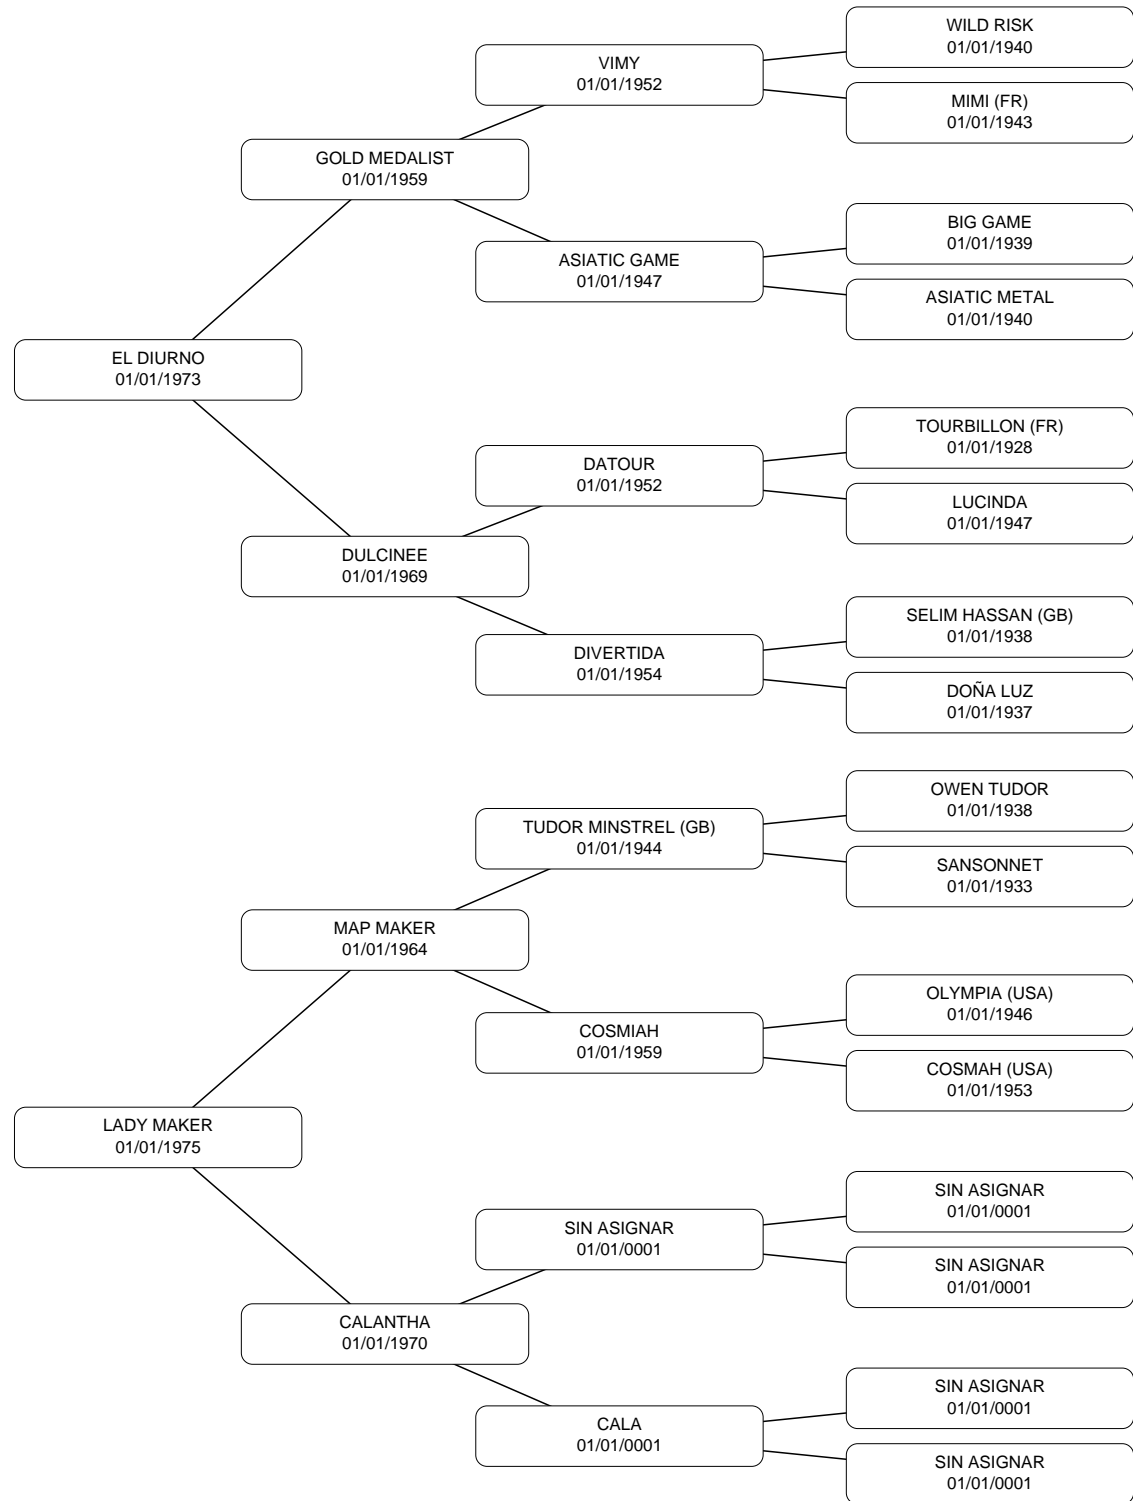 WILD RISK
01/01/1940
VIMY
01/01/1952
MIMI (FR)
01/01/1943
GOLD MEDALIST
01/01/1959
BIG GAME
01/01/1939
ASIATIC GAME
01/01/1947
ASIATIC METAL
01/01/1940
EL DIURNO
01/01/1973
TOURBILLON (FR)
01/01/1928
DATOUR
01/01/1952
LUCINDA
01/01/1947
DULCINEE
01/01/1969
SELIM HASSAN (GB)
01/01/1938
DIVERTIDA
01/01/1954
DOÑA LUZ
01/01/1937
OWEN TUDOR
01/01/1938
TUDOR MINSTREL (GB)
01/01/1944
SANSONNET
01/01/1933
MAP MAKER
01/01/1964
OLYMPIA (USA)
01/01/1946
COSMIAH
01/01/1959
COSMAH (USA)
01/01/1953
LADY MAKER
01/01/1975
SIN ASIGNAR
01/01/0001
SIN ASIGNAR
01/01/0001
SIN ASIGNAR
01/01/0001
CALANTHA
01/01/1970
SIN ASIGNAR
01/01/0001
CALA
01/01/0001
SIN ASIGNAR
01/01/0001